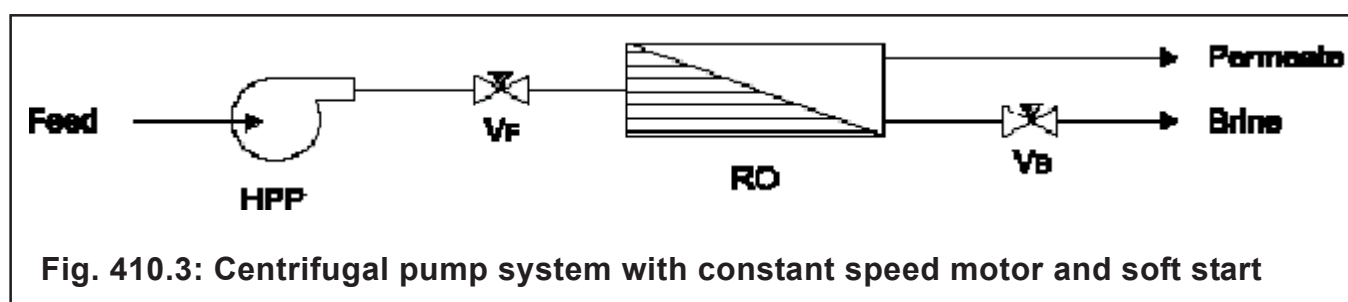 Permeate
Feed
VF
Brine
HPP
RO
VB
Fig. 410.3: Centrifugal pump system with constant speed motor and soft start